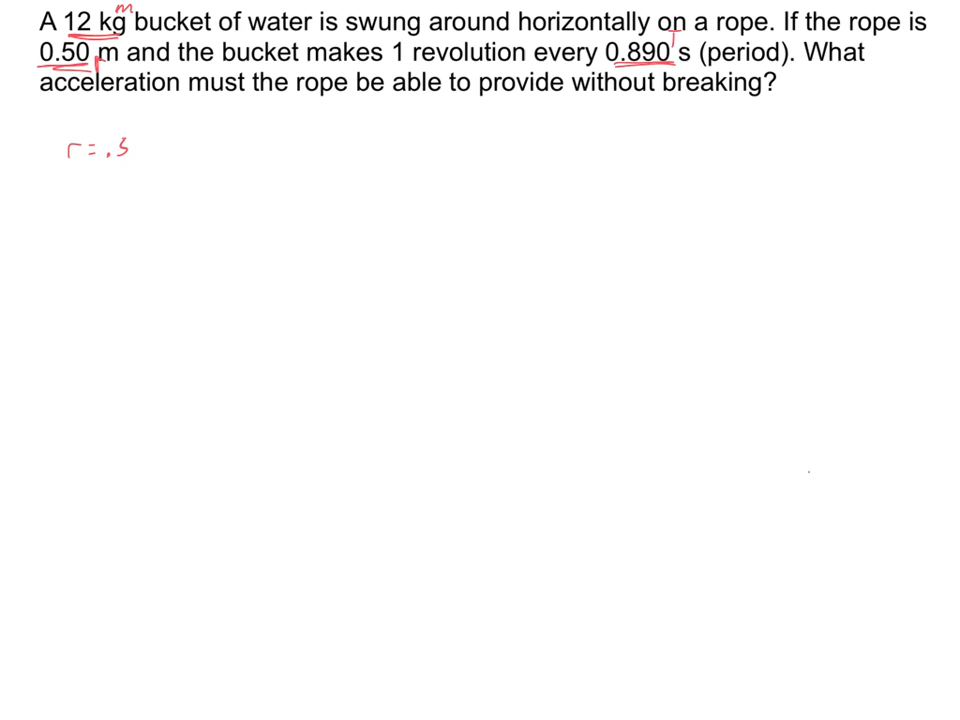 A 12 kg m bucket of water is swung around horizontally on a rope. If the rope is
0.50 r m and the bucket makes 1 revolution every 0.890 T s (period). What
acceleration must the rope be able to provide without breaking?
r = .5